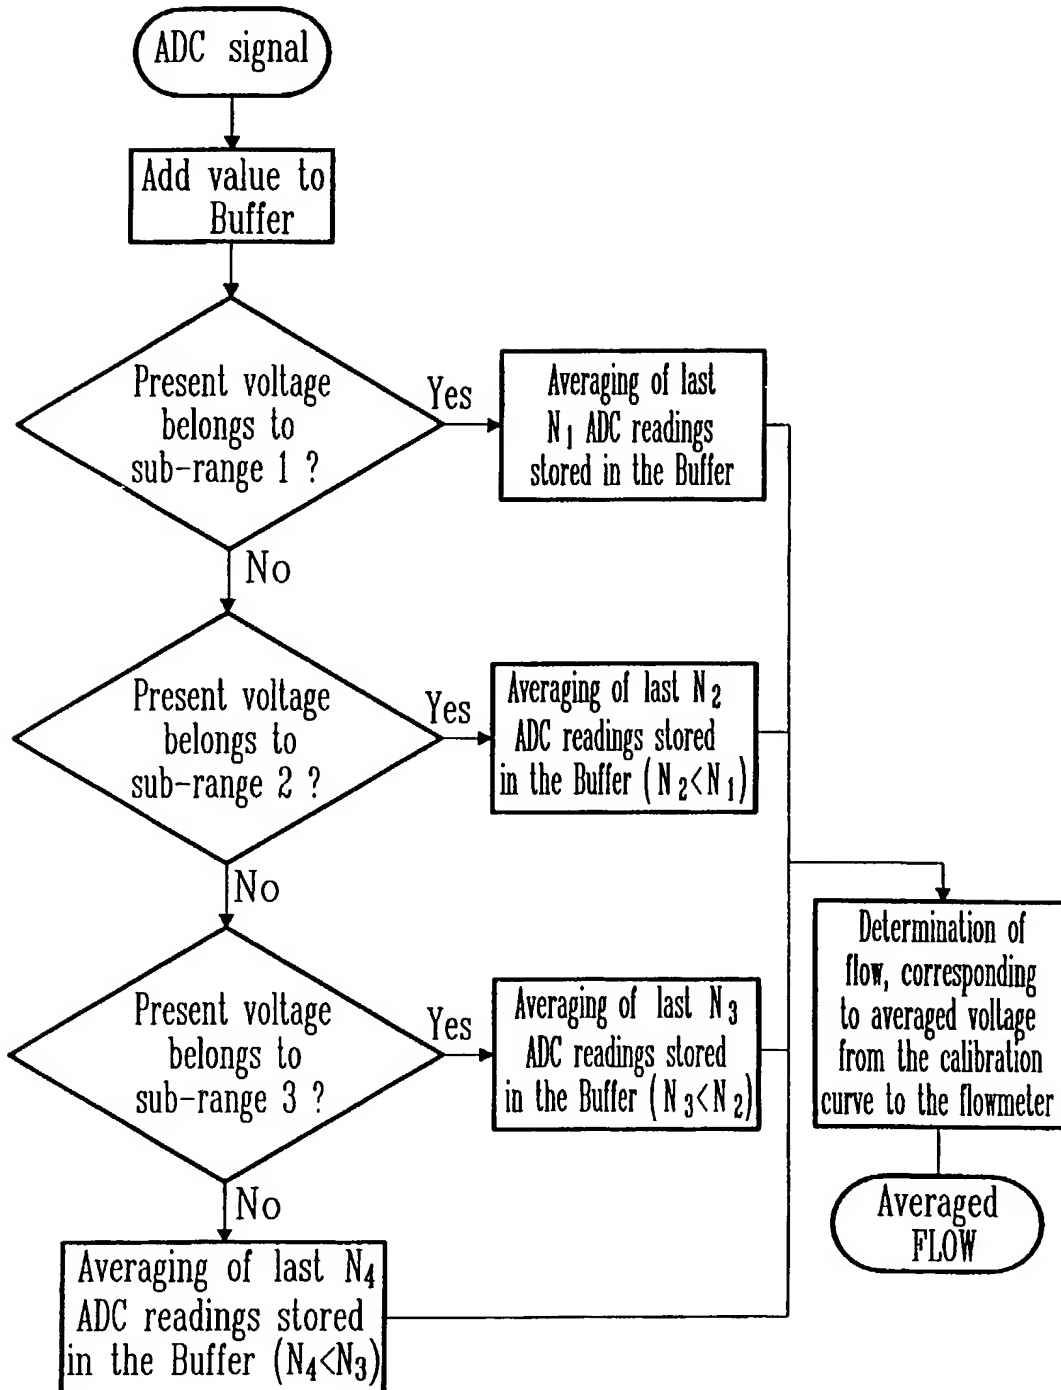 ADC signal
Add value to
Buffer
Present voltage
belongs to
sub-range 1 ?
Yes
Averaging of last
N₁ ADC readings
stored in the Buffer
No
Present voltage
belongs to
sub-range 2 ?
Yes
Averaging of last N₂
ADC readings stored
in the Buffer (N₂<N₁)
No
Present voltage
belongs to
sub-range 3 ?
Yes
Averaging of last N₃
ADC readings stored
in the Buffer (N₃<N₂)
No
Averaging of last N₄
ADC readings stored
in the Buffer (N₄<N₃)
Determination of
flow, corresponding
to averaged voltage
from the calibration
curve to the flowmeter
Averaged
FLOW